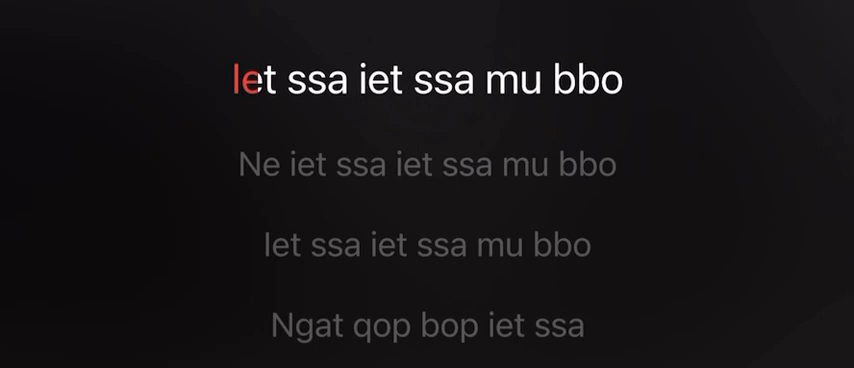 Iet ssa iet ssa mu bbo
Ne iet ssa iet ssa mu bbo
Iet ssa iet ssa mu bbo
Ngat qop bop iet ssa